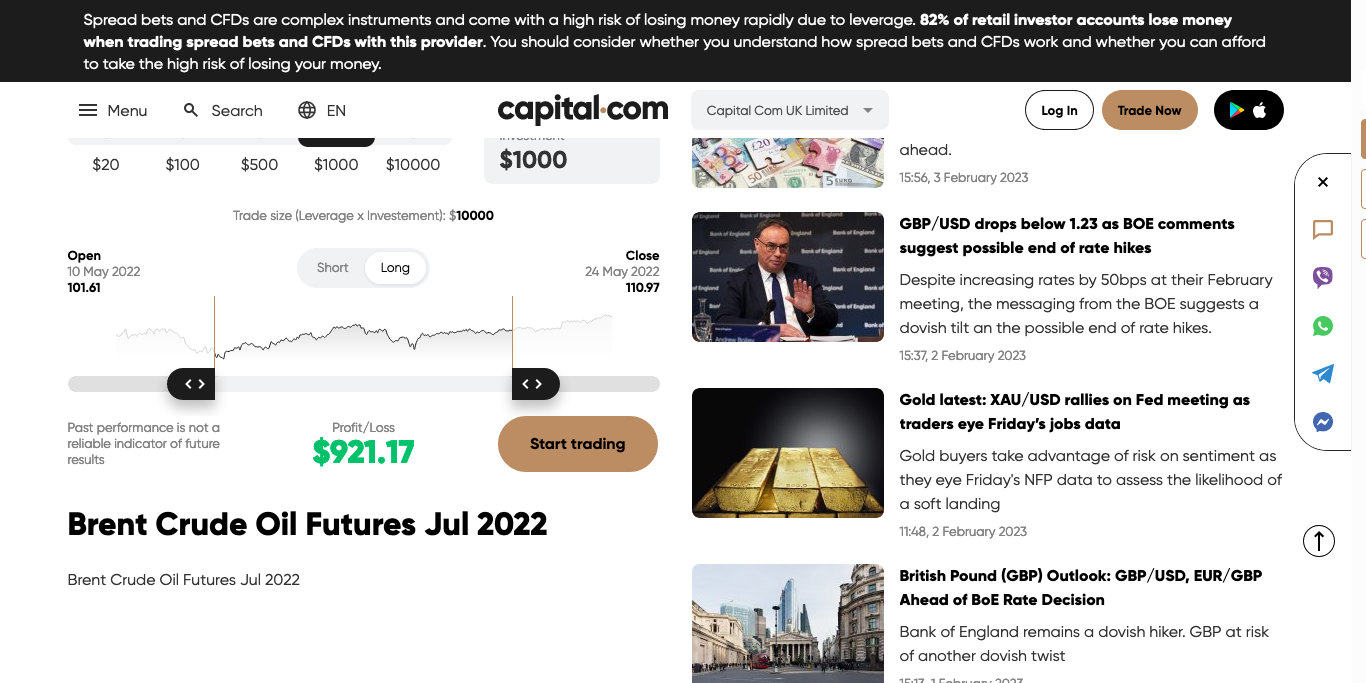 Spread bets and CFDs are complex instruments and come with a high risk of losing money rapidly due to leverage. 82% of retail investor accounts lose money
when trading spread bets and CFDs with this provider. You should consider whether you understand how spread bets and CFDs work and whether you can afford
to take the high risk of losing your money.
Menu
Search
EN
capital.com
Capital Com UK Limited
Log In
Trade Now
$20
$100
$500
$1000
$10000
Investment
$1000
Trade size (Leverage x Investement): $10000
Open
10 May 2022
101.61
Short
Long
Close
24 May 2022
110.97
Past performance is not a
reliable indicator of future
results
Profit/Loss
$921.17
Start trading
Brent Crude Oil Futures Jul 2022
Brent Crude Oil Futures Jul 2022
ahead.
15:56, 3 February 2023
GBP/USD drops below 1.23 as BOE comments
suggest possible end of rate hikes
Despite increasing rates by 50bps at their February
meeting, the messaging from the BOE suggests a
dovish tilt an the possible end of rate hikes.
15:37, 2 February 2023
Gold latest: XAU/USD rallies on Fed meeting as
traders eye Friday's jobs data
Gold buyers take advantage of risk on sentiment as
they eye Friday's NFP data to assess the likelihood of
a soft landing
11:48, 2 February 2023
British Pound (GBP) Outlook: GBP/USD, EUR/GBP
Ahead of BoE Rate Decision
Bank of England remains a dovish hiker. GBP at risk
of another dovish twist
15:13, 1 February 2023